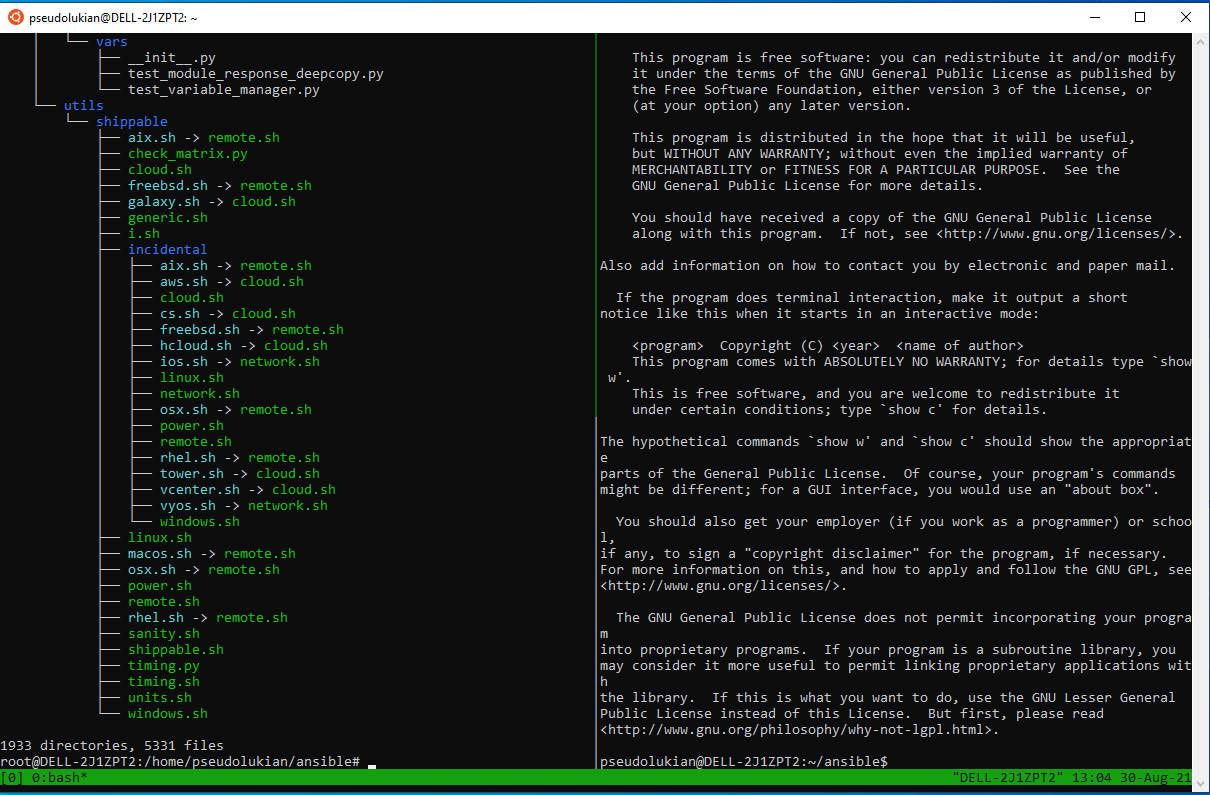 pseudolukian@DELL-2J1ZPT2: ~
└── vars
├── __init__.py
├── test_module_response_deepcopy.py
└── test_variable_manager.py
└── utils
└── shippable
├── aix.sh -> remote.sh
├── check_matrix.py
├── cloud.sh
├── freebsd.sh -> remote.sh
├── galaxy.sh -> cloud.sh
├── generic.sh
├── i.sh
├── incidental
│   ├── aix.sh -> remote.sh
│   ├── aws.sh -> cloud.sh
│   ├── cloud.sh
│   ├── cs.sh -> cloud.sh
│   ├── freebsd.sh -> remote.sh
│   ├── hcloud.sh -> cloud.sh
│   ├── ios.sh -> network.sh
│   ├── linux.sh
│   ├── network.sh
│   ├── osx.sh -> remote.sh
│   ├── power.sh
│   ├── remote.sh
│   ├── rhel.sh -> remote.sh
│   ├── tower.sh -> cloud.sh
│   ├── vcenter.sh -> cloud.sh
│   ├── vyos.sh -> network.sh
│   └── windows.sh
├── linux.sh
├── macos.sh -> remote.sh
├── osx.sh -> remote.sh
├── power.sh
├── remote.sh
├── rhel.sh -> remote.sh
├── sanity.sh
├── shippable.sh
├── timing.py
├── timing.sh
├── units.sh
└── windows.sh
1933 directories, 5331 files
root@DELL-2J1ZPT2:/home/pseudolukian/ansible#
This program is free software: you can redistribute it and/or modify
it under the terms of the GNU General Public License as published by
the Free Software Foundation, either version 3 of the License, or
(at your option) any later version.
This program is distributed in the hope that it will be useful,
but WITHOUT ANY WARRANTY; without even the implied warranty of
MERCHANTABILITY or FITNESS FOR A PARTICULAR PURPOSE.  See the
GNU General Public License for more details.
You should have received a copy of the GNU General Public License
along with this program.  If not, see <http://www.gnu.org/licenses/>.
Also add information on how to contact you by electronic and paper mail.
If the program does terminal interaction, make it output a short
notice like this when it starts in an interactive mode:
<program>  Copyright (C) <year>  <name of author>
This program comes with ABSOLUTELY NO WARRANTY; for details type `show
w'.
This is free software, and you are welcome to redistribute it
under certain conditions; type `show c' for details.
The hypothetical commands `show w' and `show c' should show the appropriat
e
parts of the General Public License.  Of course, your program's commands
might be different; for a GUI interface, you would use an "about box".
You should also get your employer (if you work as a programmer) or schoo
l,
if any, to sign a "copyright disclaimer" for the program, if necessary.
For more information on this, and how to apply and follow the GNU GPL, see
<http://www.gnu.org/licenses/>.
The GNU General Public License does not permit incorporating your progra
m
into proprietary programs.  If your program is a subroutine library, you
may consider it more useful to permit linking proprietary applications wit
h
the library.  If this is what you want to do, use the GNU Lesser General
Public License instead of this License.  But first, please read
<http://www.gnu.org/philosophy/why-not-lgpl.html>.
pseudolukian@DELL-2J1ZPT2:~/ansible$
[0] 0:bash* "DELL-2J1ZPT2" 13:04 30-Aug-21